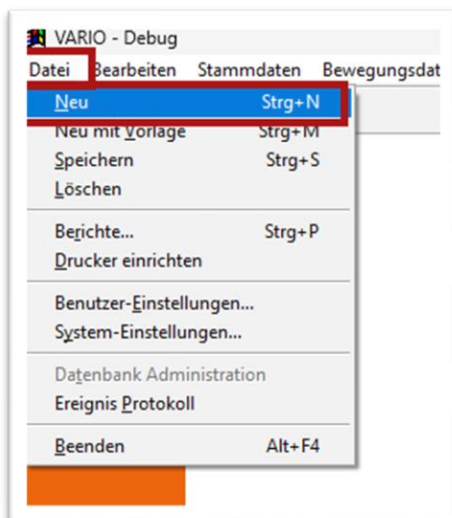 VARIO - Debug
Datei Bearbeiten Stammdaten Bewegungsdat
Neu Strg+N
Neu mit Vorlage Strg+M
Speichern Strg+S
Löschen
Berichte... Strg+P
Drucker einrichten
Benutzer-Einstellungen...
System-Einstellungen...
Datenbank Administration
Ereignis Protokoll
Beenden Alt+F4